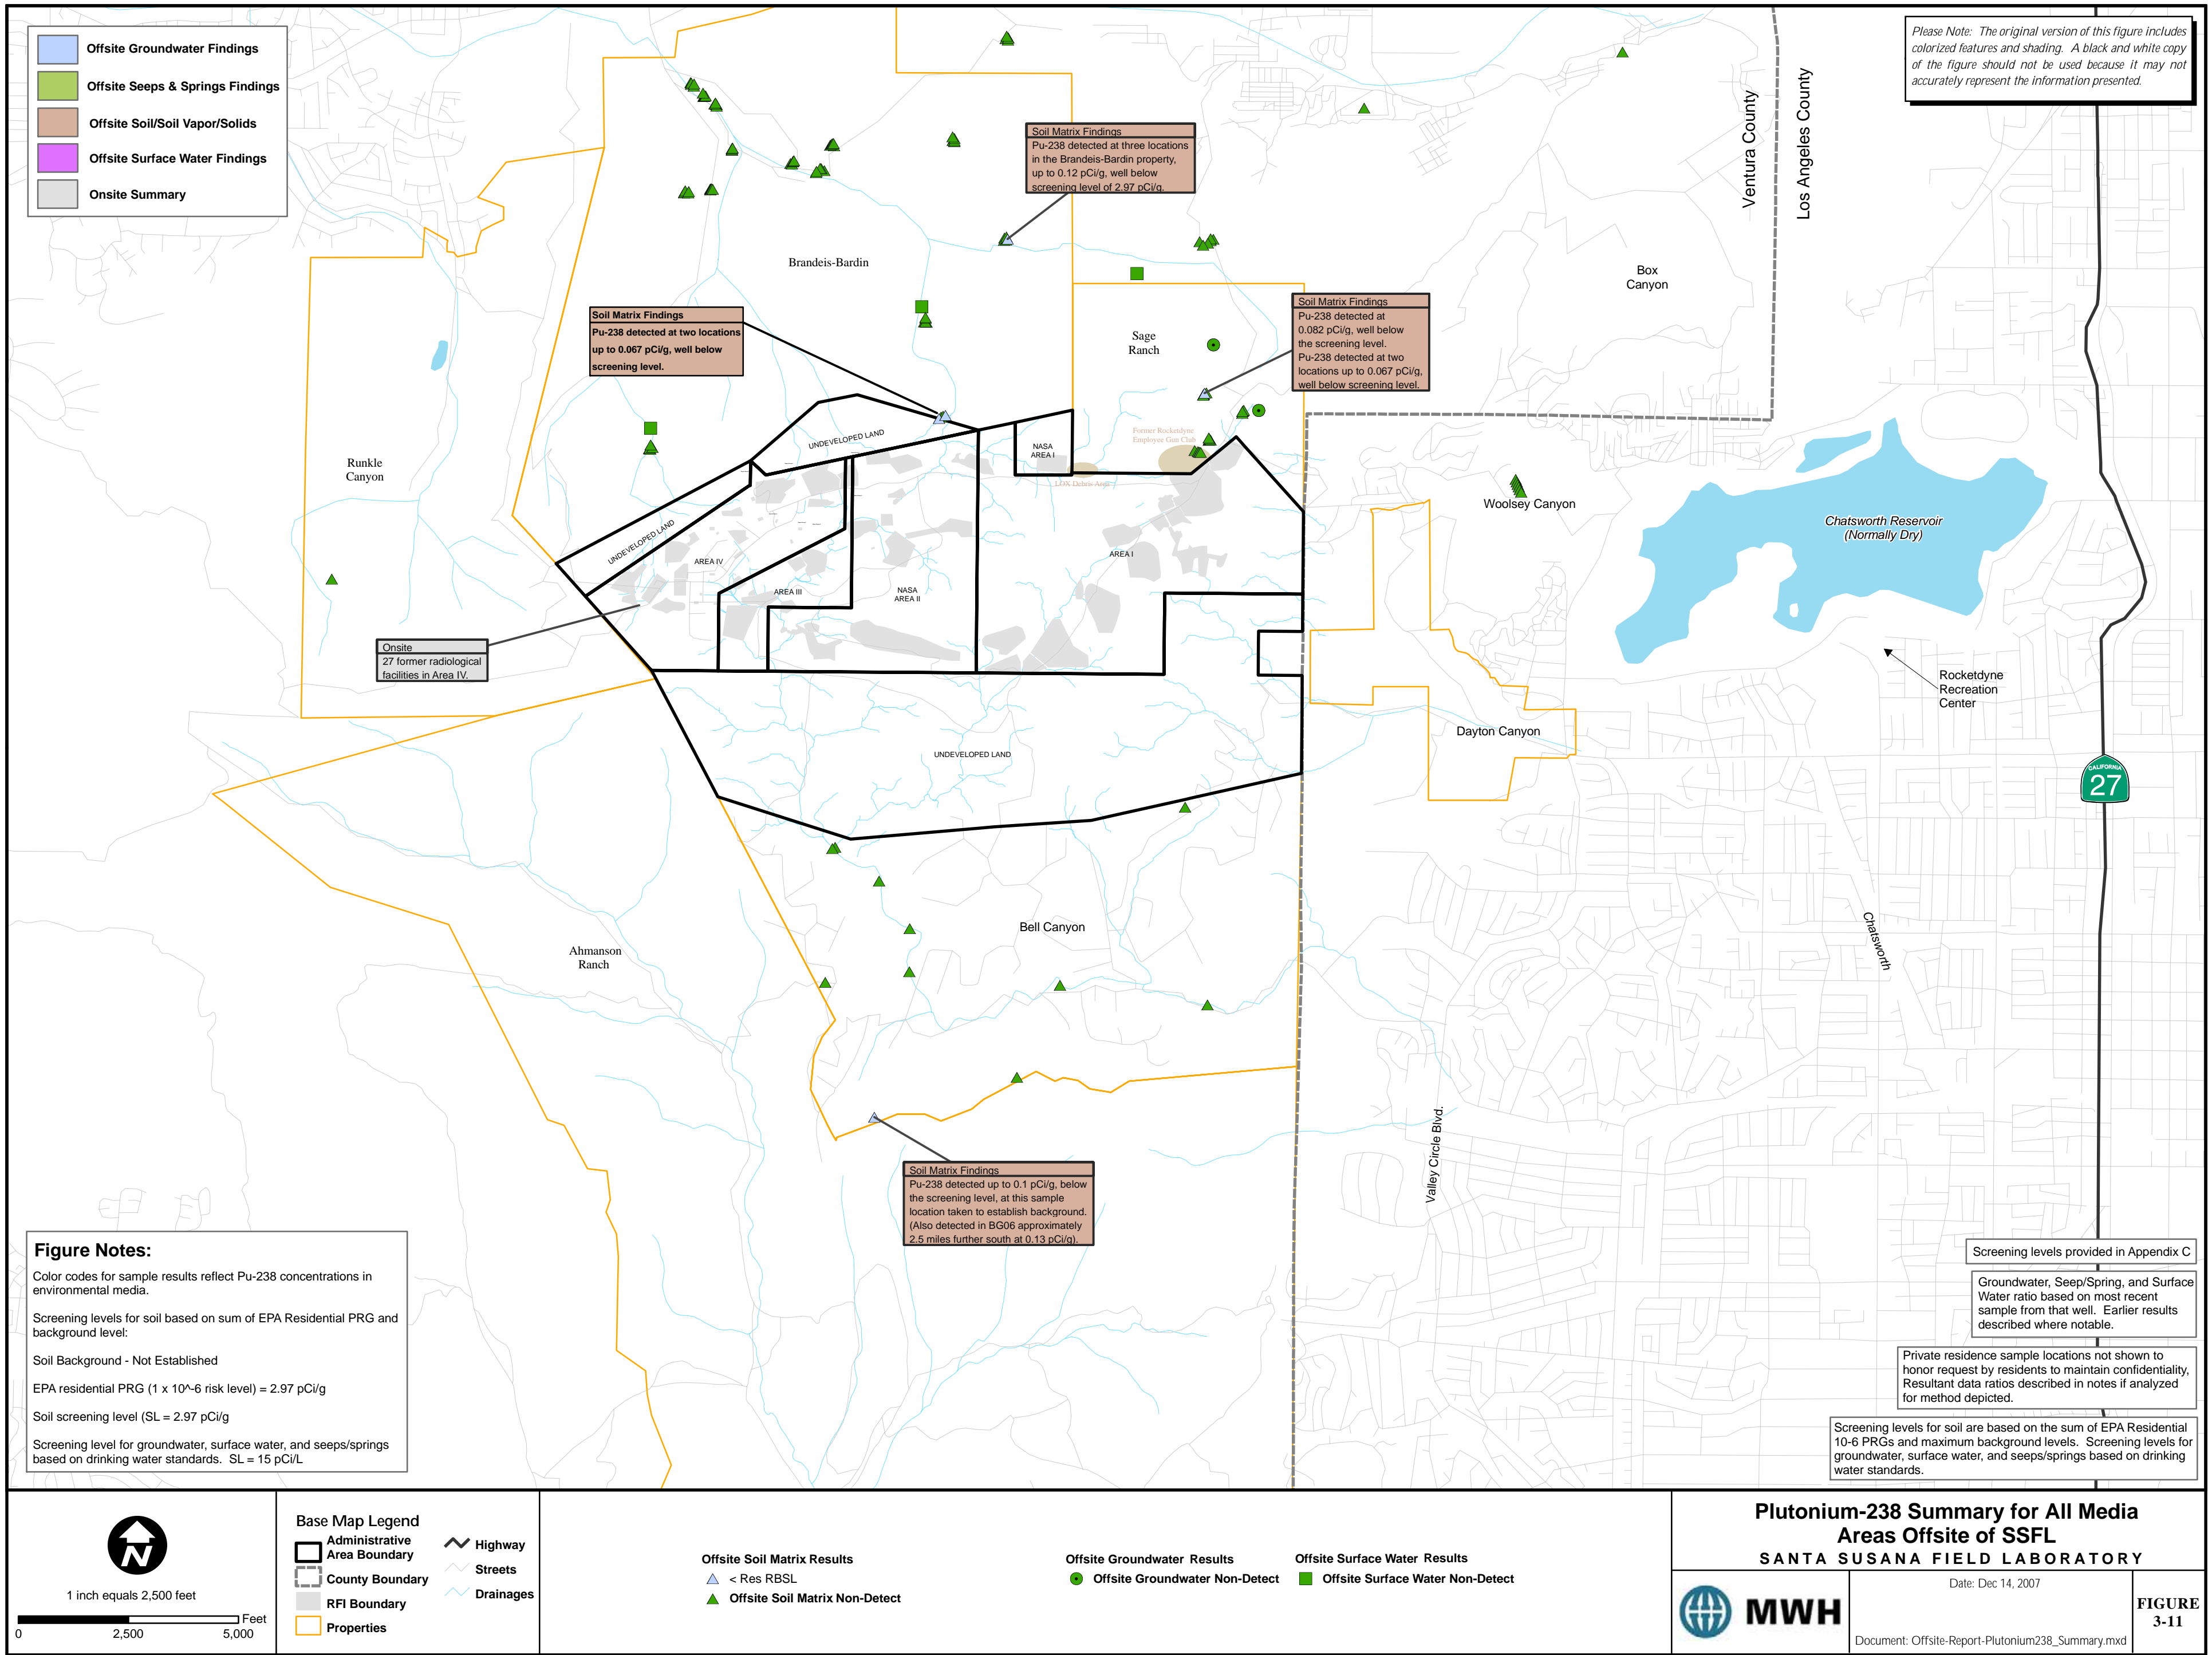 Offsite Groundwater Findings
Offsite Seeps & Springs Findings
Offsite Soil/Soil Vapor/Solids
Offsite Surface Water Findings
Onsite Summary
Please Note: The original version of this figure includes
colorized features and shading. A black and white copy
of the figure should not be used because it may not
accurately represent the information presented.
Ventura County
Los Angeles County
Soil Matrix Findings
Pu-238 detected at three locations
in the Brandeis-Bardin property,
up to 0.12 pCi/g, well below
screening level of 2.97 pCi/g.
Brandeis-Bardin
Box
Canyon
Soil Matrix Findings
Pu-238 detected at two locations
up to 0.067 pCi/g, well below
screening level.
Sage
Ranch
Soil Matrix Findings
Pu-238 detected at
0.082 pCi/g, well below
the screening level.
Pu-238 detected at two
locations up to 0.067 pCi/g,
well below screening level.
Runkle
Canyon
UNDEVELOPED LAND
NASA
AREA I
Former Rocketdyne
Employee Gun Club
LOX Debris Area
UNDEVELOPED LAND
AREA IV
AREA III
NASA
AREA II
AREA I
Woolsey Canyon
Chatsworth Reservoir
(Normally Dry)
Onsite
27 former radiological
facilities in Area IV.
Rocketdyne
Recreation
Center
Dayton Canyon
UNDEVELOPED LAND
CALIFORNIA
27
Bell Canyon
Ahmanson
Ranch
Chatsworth
Valley Circle Blvd.
Soil Matrix Findings
Pu-238 detected up to 0.1 pCi/g, below
the screening level, at this sample
location taken to establish background.
(Also detected in BG06 approximately
2.5 miles further south at 0.13 pCi/g).
Figure Notes:
Color codes for sample results reflect Pu-238 concentrations in
environmental media.
Screening levels for soil based on sum of EPA Residential PRG and
background level:
Soil Background - Not Established
EPA residential PRG (1 x 10^-6 risk level) = 2.97 pCi/g
Soil screening level (SL = 2.97 pCi/g
Screening level for groundwater, surface water, and seeps/springs
based on drinking water standards. SL = 15 pCi/L
Screening levels provided in Appendix C
Groundwater, Seep/Spring, and Surface
Water ratio based on most recent
sample from that well. Earlier results
described where notable.
Private residence sample locations not shown to
honor request by residents to maintain confidentiality,
Resultant data ratios described in notes if analyzed
for method depicted.
Screening levels for soil are based on the sum of EPA Residential
10-6 PRGs and maximum background levels. Screening levels for
groundwater, surface water, and seeps/springs based on drinking
water standards.
N
1 inch equals 2,500 feet
Feet
0 2,500 5,000
Base Map Legend
Administrative
Area Boundary
County Boundary
RFI Boundary
Properties
Highway
Streets
Drainages
Offsite Soil Matrix Results
< Res RBSL
Offsite Soil Matrix Non-Detect
Offsite Groundwater Results
Offsite Groundwater Non-Detect
Offsite Surface Water Results
Offsite Surface Water Non-Detect
Plutonium-238 Summary for All Media
Areas Offsite of SSFL
SANTA SUSANA FIELD LABORATORY
MWH
Date: Dec 14, 2007
Document: Offsite-Report-Plutonium238_Summary.mxd
FIGURE
3-11